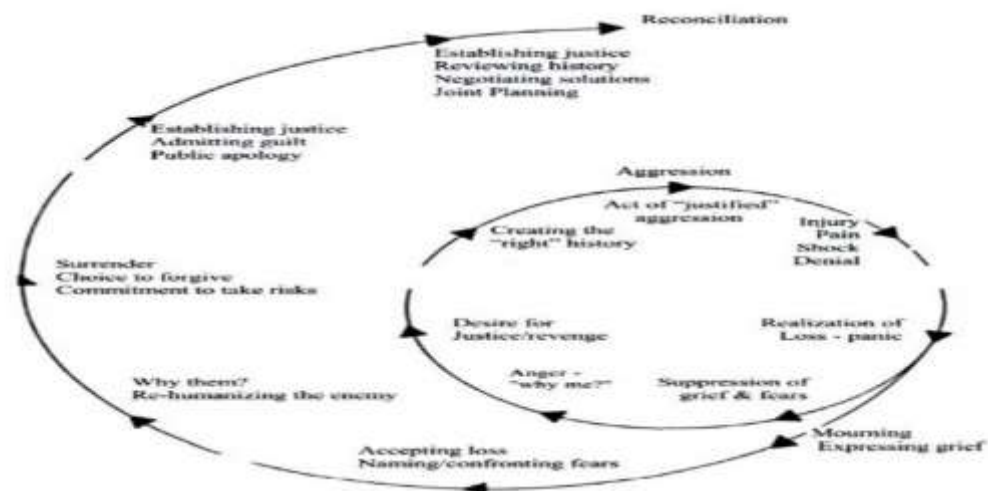 Reconciliation
Establishing justice
Reviewing history
Negotiating solutions
Joint Planning
Establishing justice
Admitting guilt
Public apology
Aggression
Act of "justified"
aggression
Injury
Pain
Shock
Denial
Creating the
"right" history
Surrender
Choice to forgive
Commitment to take risks
Desire for
Justice/revenge
Realization of
Loss - panic
Anger -
"why me?"
Suppression of
grief & fears
Why them?
Re-humanizing the enemy
Mourning
Expressing grief
Accepting loss
Naming/confronting fears